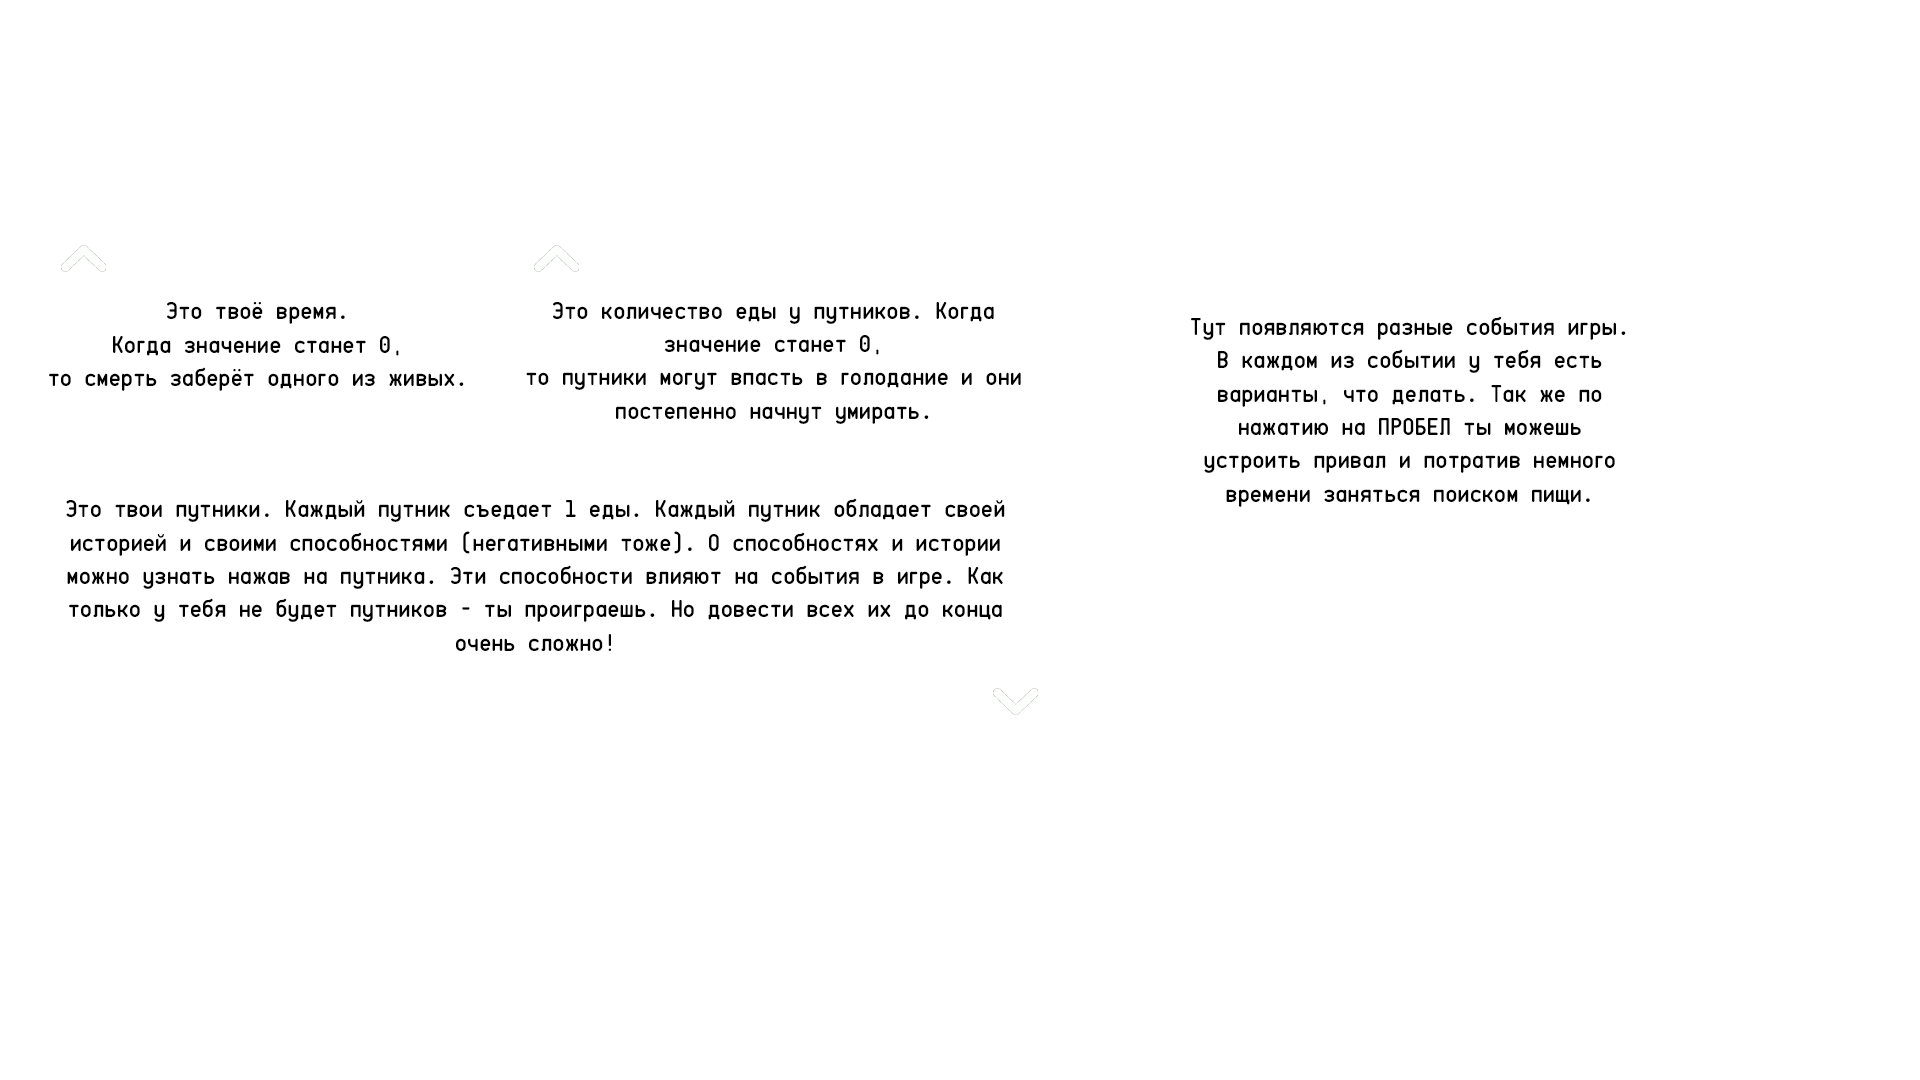 Это твоё время.
Когда значение станет 0,
то смерть заберёт одного из живых.
Это количество еды у путников. Когда
значение станет 0,
то путники могут впасть в голодание и они
постепенно начнут умирать.
Тут появляются разные события игры.
В каждом из событии у тебя есть
варианты, что делать. Так же по
нажатию на ПРОБЕЛ ты можешь
устроить привал и потратив немного
времени заняться поиском пищи.
Это твои путники. Каждый путник съедает 1 еды. Каждый путник обладает своей
историей и своими способностями (негативными тоже). О способностях и истории
можно узнать нажав на путника. Эти способности влияют на события в игре. Как
только у тебя не будет путников - ты проиграешь. Но довести всех их до конца
очень сложно!